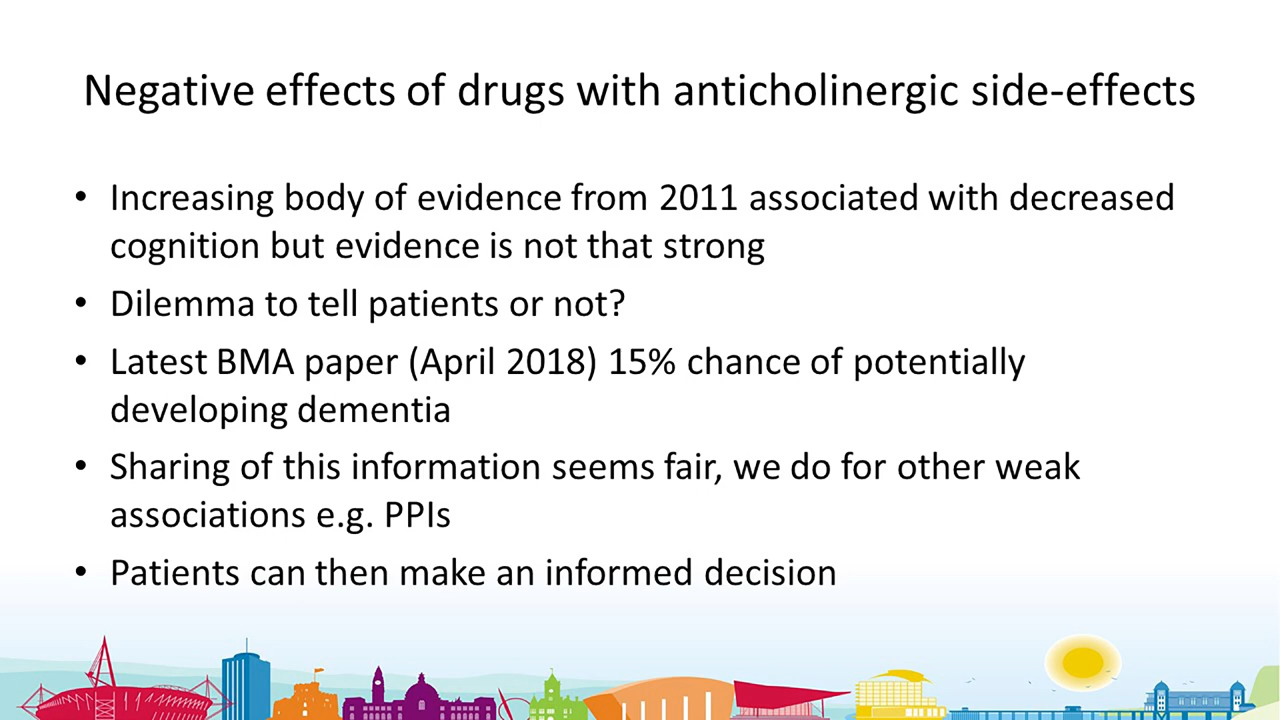 Negative effects of drugs with anticholinergic side-effects
• Increasing body of evidence from 2011 associated with decreased
cognition but evidence is not that strong
• Dilemma to tell patients or not?
• Latest BMA paper (April 2018) 15% chance of potentially
developing dementia
• Sharing of this information seems fair, we do for other weak
associations e.g. PPIs
• Patients can then make an informed decision